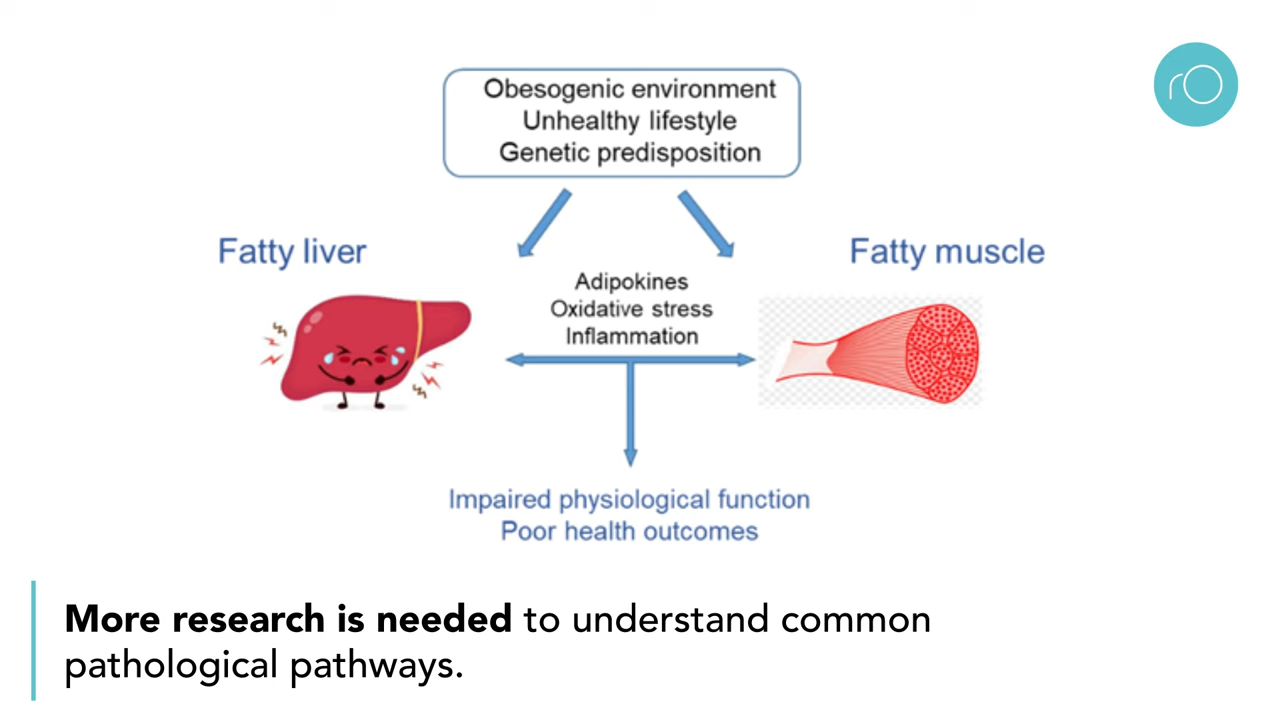 rO
Obesogenic environment
Unhealthy lifestyle
Genetic predisposition
Fatty liver
Fatty muscle
Adipokines
Oxidative stress
Inflammation
Impaired physiological function
Poor health outcomes
More research is needed to understand common
pathological pathways.